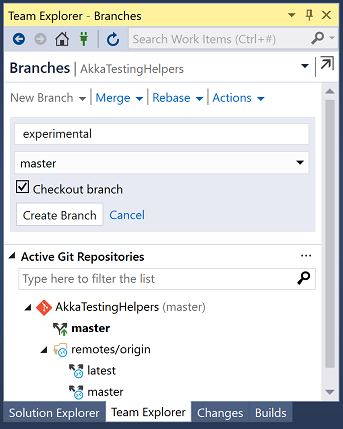 Team Explorer - Branches
Search Work Items (Ctrl+#)
Branches | AkkaTestingHelpers
New Branch | Merge | Rebase | Actions
experimental
master
Checkout branch
Create Branch Cancel
Active Git Repositories ...
Type here to filter the list
AkkaTestingHelpers (master)
master
remotes/origin
latest
master
Solution Explorer Team Explorer Changes Builds